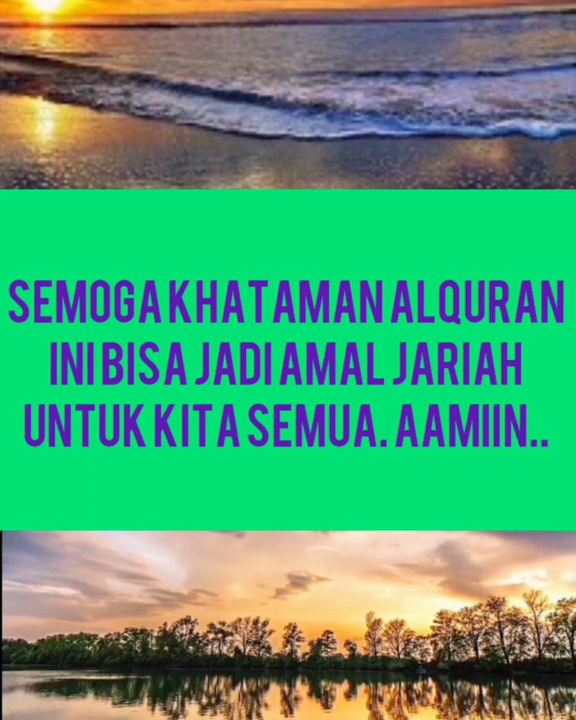 SEMOGA KHATAMAN ALQURAN
INI BISA JADI AMAL JARIAH
UNTUK KITA SEMUA. AAMIIN..